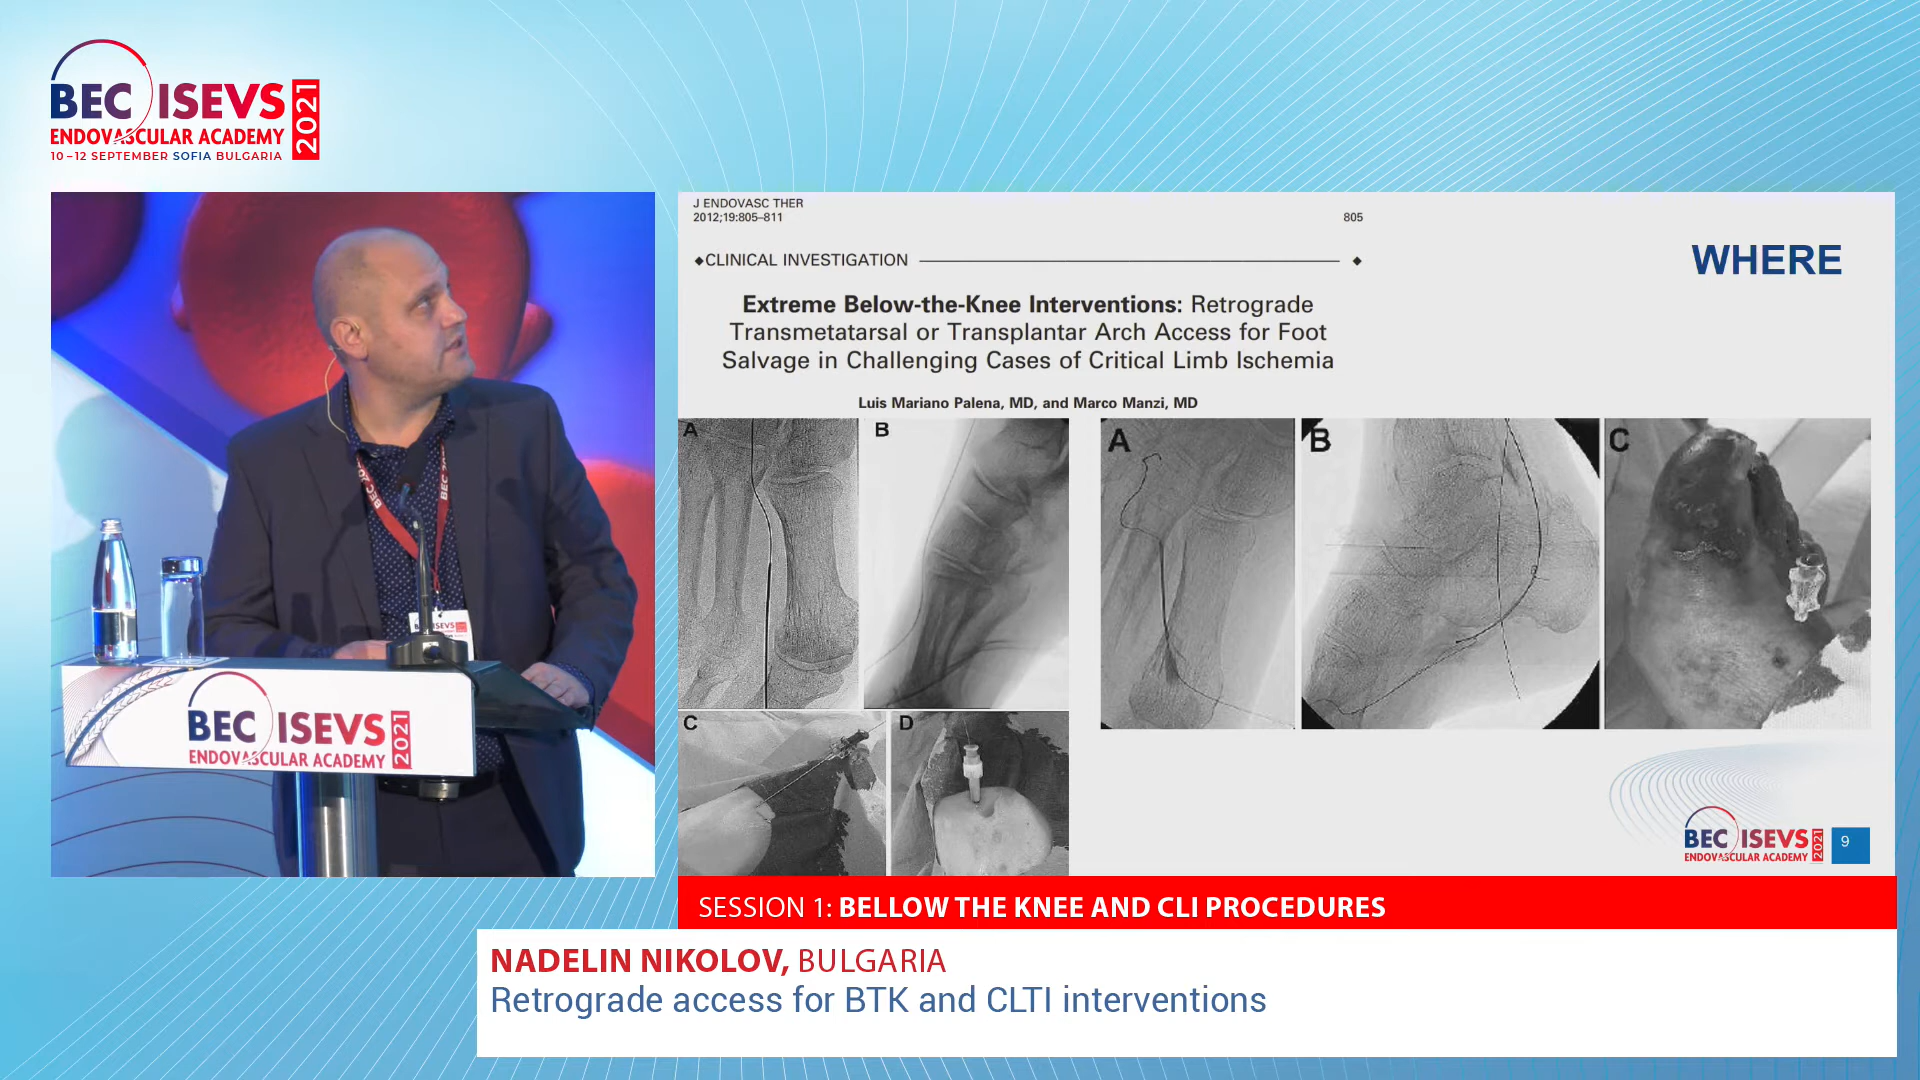 BEC ISEVS 2021
ENDOVASCULAR ACADEMY
10–12 SEPTEMBER SOFIA BULGARIA
BEC ISEVS 2021
ENDOVASCULAR ACADEMY
J ENDOVASC THER
2012;19:805–811
805
◆CLINICAL INVESTIGATION ◆
WHERE
Extreme Below-the-Knee Interventions: Retrograde
Transmetatarsal or Transplantar Arch Access for Foot
Salvage in Challenging Cases of Critical Limb Ischemia
Luis Mariano Palena, MD, and Marco Manzi, MD
A
B
C
D
A
B
C
BEC ISEVS 2021
ENDOVASCULAR ACADEMY
9
SESSION 1: BELLOW THE KNEE AND CLI PROCEDURES
NADELIN NIKOLOV, BULGARIA
Retrograde access for BTK and CLTI interventions